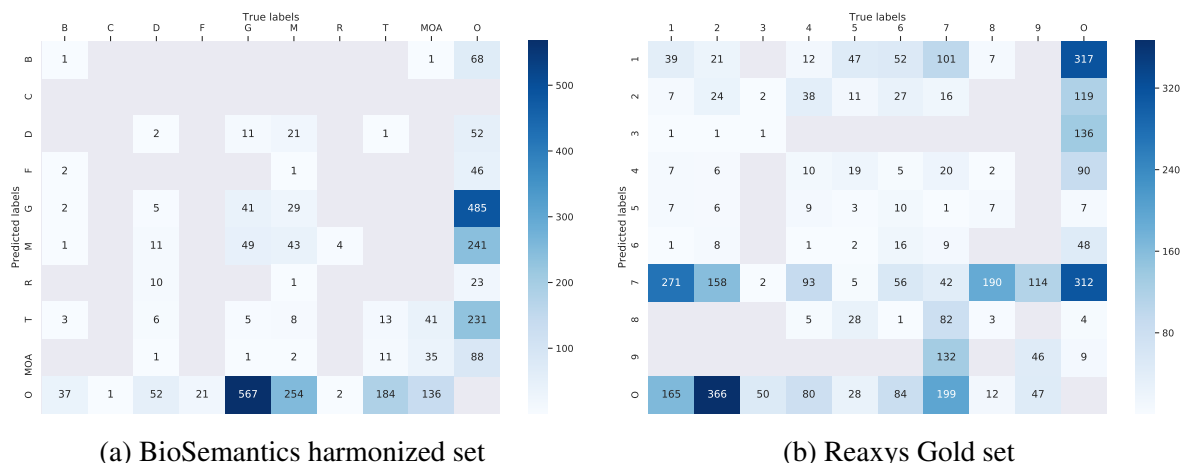 True labels
B C D F G M R T MOA O
B 1 1 68
C
D 2 11 21 1 52
F 2 1 46
G 2 5 41 29 485
M 1 11 49 43 4 241
R 10 1 23
T 3 6 5 8 13 41 231
MOA 1 1 2 11 35 88
O 37 1 52 21 567 254 2 184 136
Predicted labels
500
400
300
200
100
(a) BioSemantics harmonized set
True labels
1 2 3 4 5 6 7 8 9 O
1 39 21 12 47 52 101 7 317
2 7 24 2 38 11 27 16 119
3 1 1 1 136
4 7 6 10 19 5 20 2 90
5 2 6 9 3 10 1 7 7
6 1 8 1 2 16 9 48
7 271 158 2 93 5 56 42 190 114 312
8 5 28 1 82 3 4
9 132 46 9
O 165 366 50 80 28 84 199 12 47
Predicted labels
320
240
160
80
(b) Reaxys Gold set